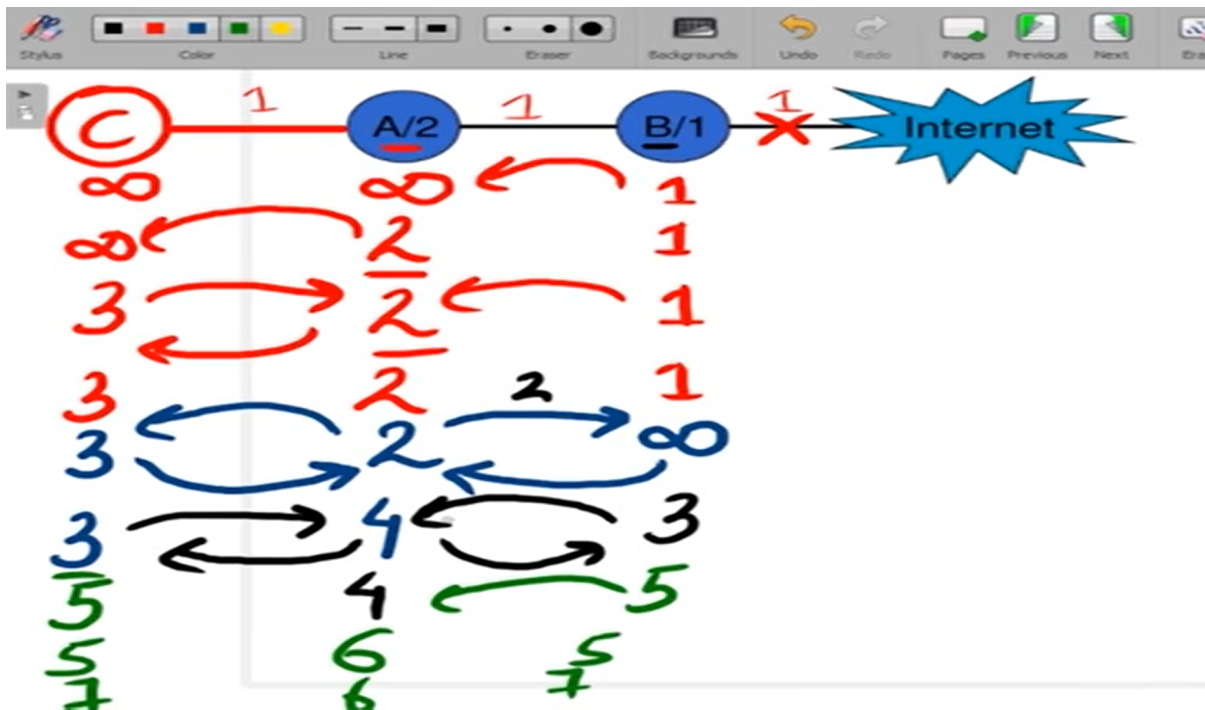 Stylus Color Line Eraser Backgrounds Undo Redo Pages Previous Next Era
1 1 1
C A/2 B/1 Internet
∞ ∞ 1
∞ 2 1
3 2 1
3 2 2 1
3 2 ∞
3 4 3
5 4 5
5 6 5
7 6 7